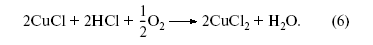 2CuCl + 2HCl + 1/2 O₂ ⟶ 2CuCl₂ + H₂O. (6)